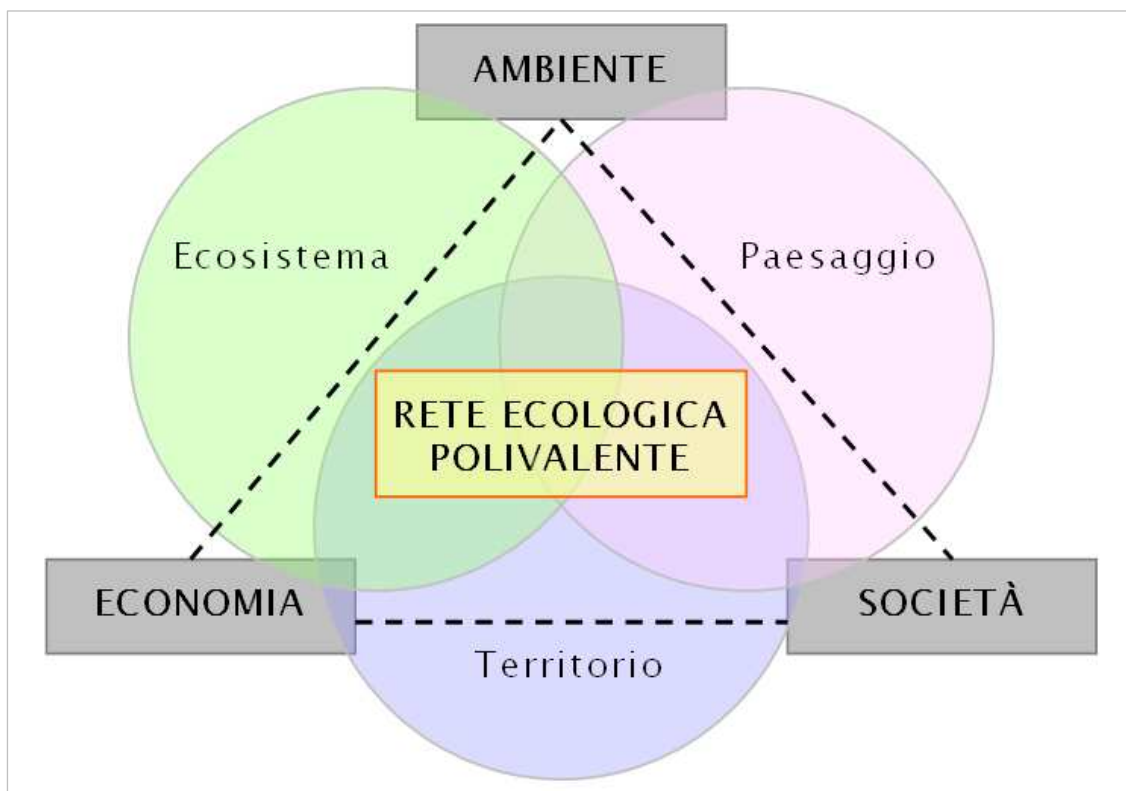 AMBIENTE
Ecosistema
Paesaggio
RETE ECOLOGICA
POLIVALENTE
ECONOMIA
SOCIETÀ
Territorio